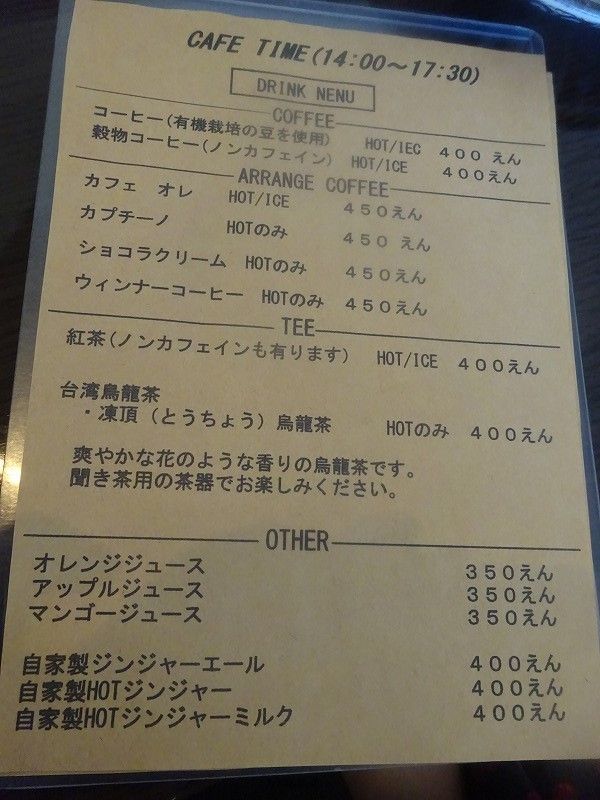 CAFE TIME(14:00～17:30)
DRINK NENU
COFFEE
コーヒー(有機栽培の豆を使用) HOT/IEC ４００ えん
穀物コーヒー(ノンカフェイン) HOT/ICE ４００えん
ARRANGE COFFEE
カフェ オレ HOT/ICE ４５０えん
カプチーノ HOTのみ ４５０ えん
ショコラクリーム HOTのみ ４５０えん
ウィンナーコーヒー HOTのみ ４５０えん
TEE
紅茶(ノンカフェインも有ります) HOT/ICE ４００えん
台湾烏龍茶
・凍頂（とうちょう）烏龍茶 HOTのみ ４００えん
爽やかな花のような香りの烏龍茶です。
聞き茶用の茶器でお楽しみください。
OTHER
オレンジジュース ３５０えん
アップルジュース ３５０えん
マンゴージュース ３５０えん
自家製ジンジャーエール ４００えん
自家製HOTジンジャー ４００えん
自家製HOTジンジャーミルク ４００えん